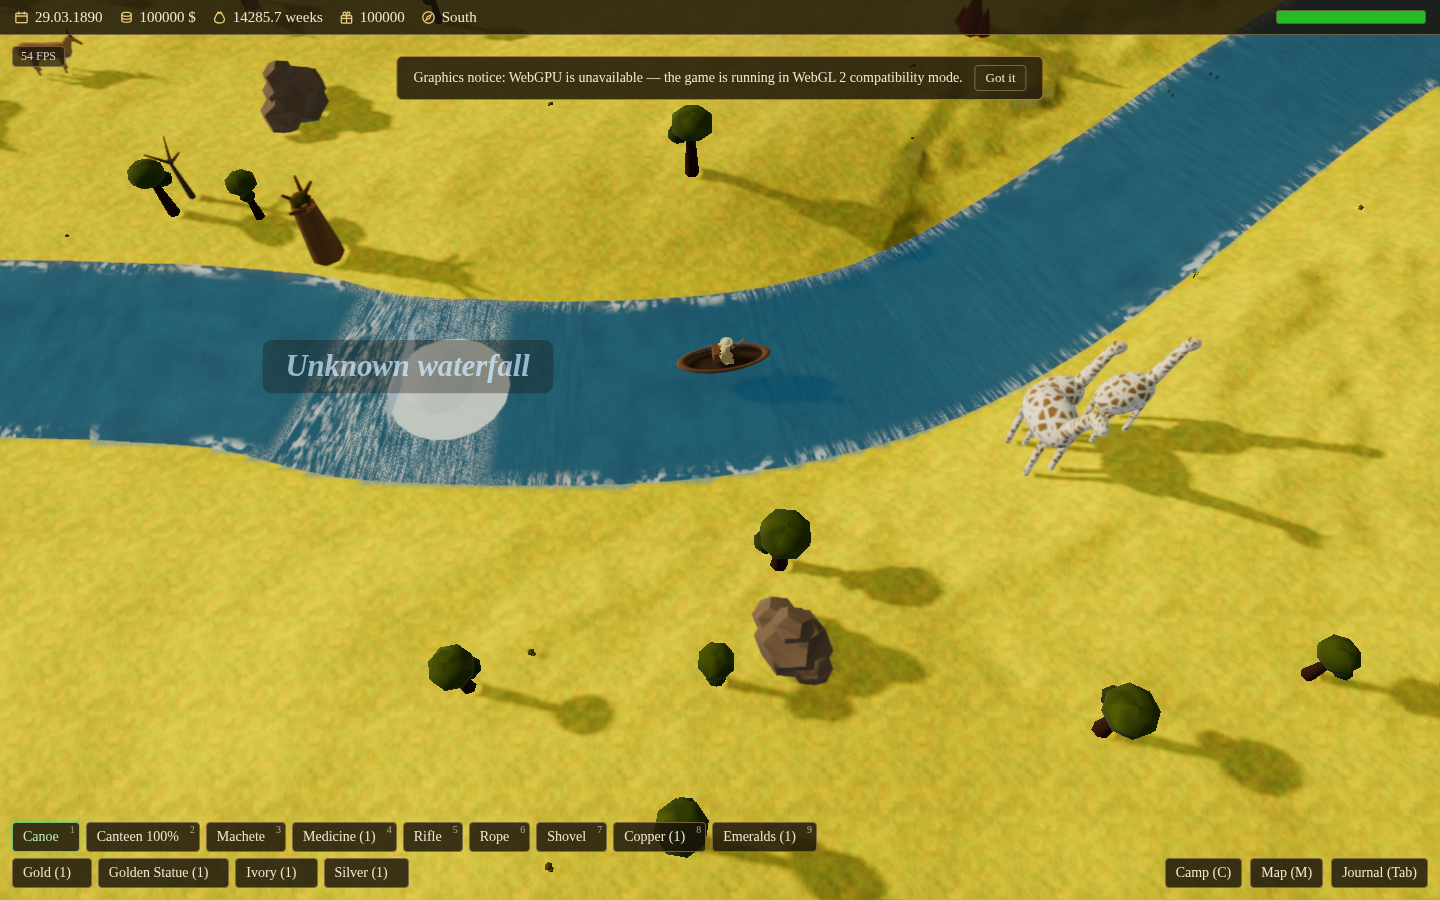 29.03.1890 100000 $ 14285.7 weeks 100000 South
54 FPS
Graphics notice: WebGPU is unavailable — the game is running in WebGL 2 compatibility mode. Got it
Unknown waterfall
Canoe 1 Canteen 100% 2 Machete 3 Medicine (1) 4 Rifle 5 Rope 6 Shovel 7 Copper (1) 8 Emeralds (1) 9
Gold (1) Golden Statue (1) Ivory (1) Silver (1) Camp (C) Map (M) Journal (Tab)